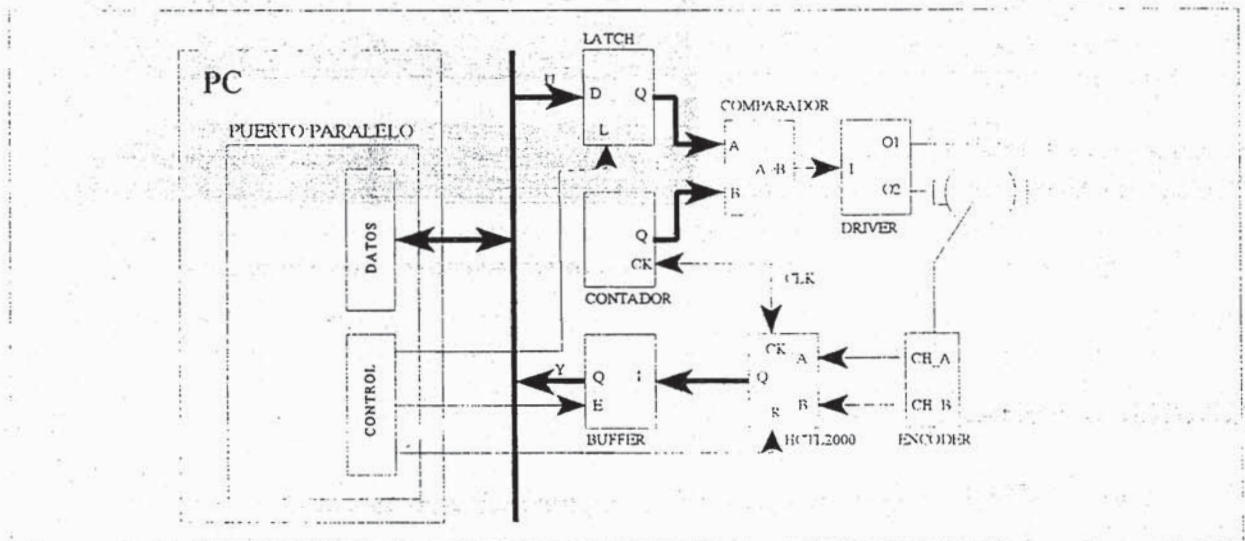 LATCH
PC
U
D Q
L
COMPARADOR
PUERTO PARALELO
A
A>B
B
I
O1
O2
DRIVER
DATOS
Q
CK
CONTADOR
CLK
CONTROL
Y
Q I
E
BUFFER
CK
A
Q
B
R
HCTL2000
CH_A
CH_B
ENCODER